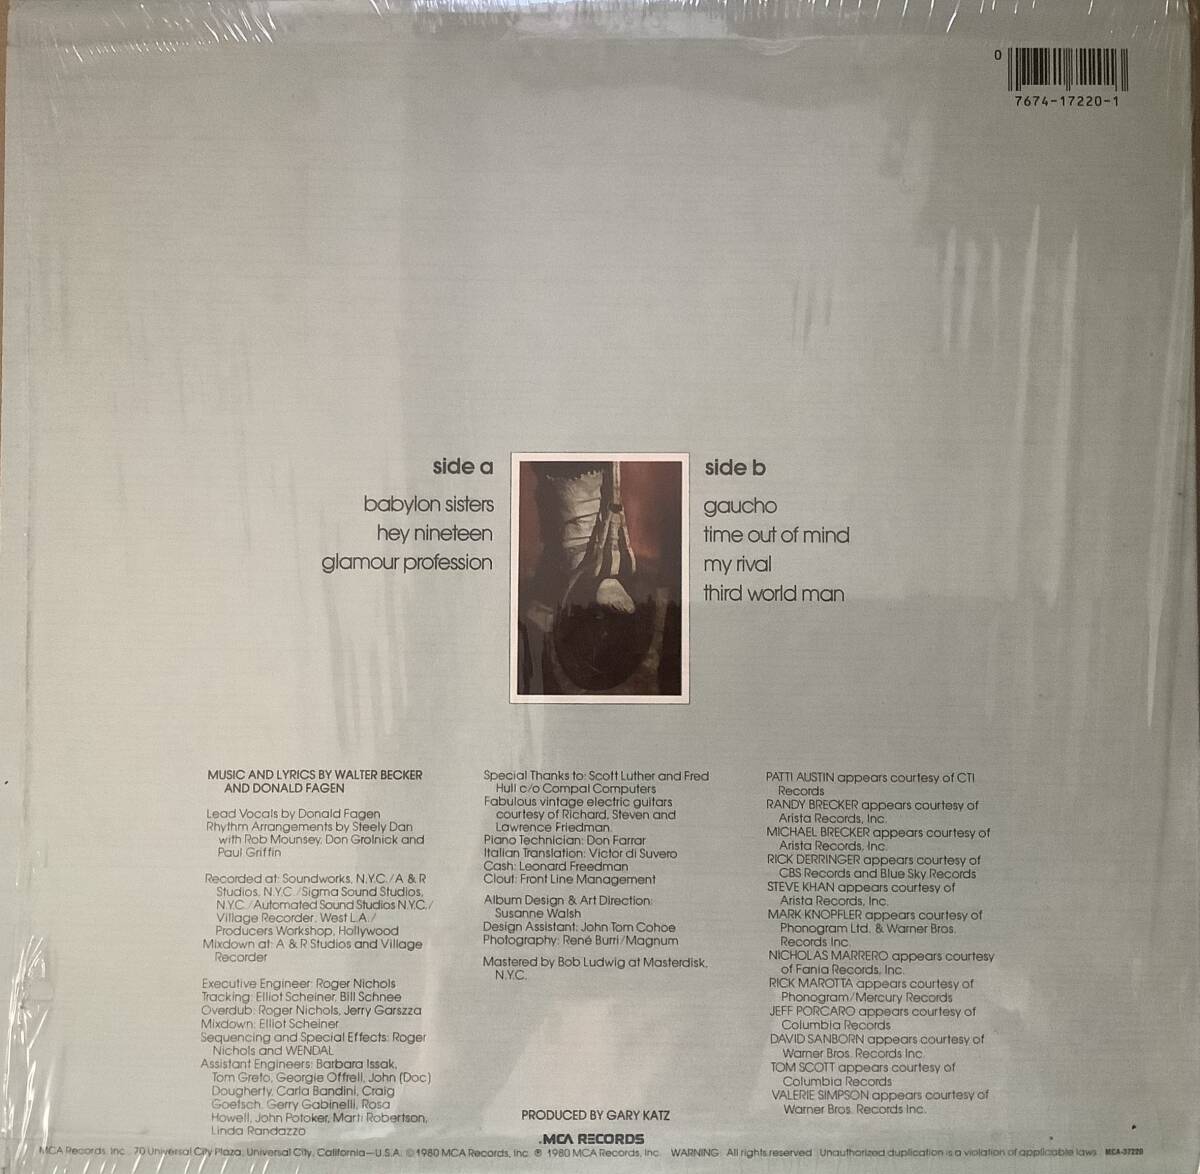 0
7674-17220-1
side a
babylon sisters
hey nineteen
glamour profession
side b
gaucho
time out of mind
my rival
third world man
MUSIC AND LYRICS BY WALTER BECKER
AND DONALD FAGEN
Lead Vocals by Donald Fagen
Rhythm Arrangements by Steely Dan
with Rob Mounsey, Don Grolnick and
Paul Griffin
Recorded at: Soundworks, N.Y.C./A & R
Studios, N.Y.C./Sigma Sound Studios,
N.Y.C./Automated Sound Studios N.Y.C./
Village Recorder, West L.A./
Producers Workshop, Hollywood
Mixdown at: A & R Studios and Village
Recorder
Executive Engineer: Roger Nichols
Tracking: Elliot Scheiner, Bill Schnee
Overdub: Roger Nichols, Jerry Garszza
Mixdown: Elliot Scheiner
Sequencing and Special Effects: Roger
Nichols and WENDAL
Assistant Engineers: Barbara Issak,
Tom Greto, Georgie Offrell, John (Doc)
Dougherty, Carla Bandini, Craig
Goetsch, Gerry Gabinelli, Rosa
Howell, John Potoker, Marti Robertson,
Linda Randazzo
Special Thanks to: Scott Luther and Fred
Hull c/o Compal Computers
Fabulous vintage electric guitars
courtesy of Richard, Steven and
Lawrence Friedman.
Piano Technician: Don Farrar
Italian Translation: Victor di Suvero
Cash: Leonard Freedman
Clout: Front Line Management
Album Design & Art Direction:
Susanne Walsh
Design Assistant: John Tom Cohoe
Photography: René Burri/Magnum
Mastered by Bob Ludwig at Masterdisk,
N.Y.C.
PRODUCED BY GARY KATZ
PATTI AUSTIN appears courtesy of CTI
Records
RANDY BRECKER appears courtesy of
Arista Records, Inc.
MICHAEL BRECKER appears courtesy of
Arista Records, Inc.
RICK DERRINGER appears courtesy of
CBS Records and Blue Sky Records
STEVE KHAN appears courtesy of
Arista Records, Inc.
MARK KNOPFLER appears courtesy of
Phonogram Ltd. & Warner Bros.
Records Inc.
NICHOLAS MARRERO appears courtesy
of Fania Records, Inc.
RICK MAROTTA appears courtesy of
Phonogram/Mercury Records
JEFF PORCARO appears courtesy of
Columbia Records
DAVID SANBORN appears courtesy of
Warner Bros. Records Inc.
TOM SCOTT appears courtesy of
Columbia Records
VALERIE SIMPSON appears courtesy of
Warner Bros. Records Inc.
MCA RECORDS
MCA Records, Inc., 70 Universal City Plaza, Universal City, California—U.S.A. ©1980 MCA Records, Inc. ℗ 1980 MCA Records, Inc. WARNING: All rights reserved. Unauthorized duplication is a violation of applicable laws. MCA-37220